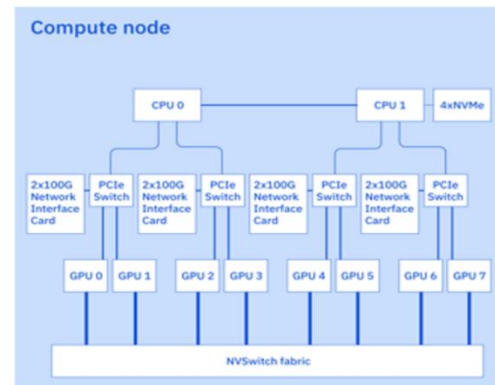 Compute node
CPU 0
CPU 1
4xNVMe
2x100G
Network
Interface
Card
PCIe
Switch
2x100G
Network
Interface
Card
PCIe
Switch
2x100G
Network
Interface
Card
PCIe
Switch
2x100G
Network
Interface
Card
PCIe
Switch
GPU 0
GPU 1
GPU 2
GPU 3
GPU 4
GPU 5
GPU 6
GPU 7
NVSwitch fabric